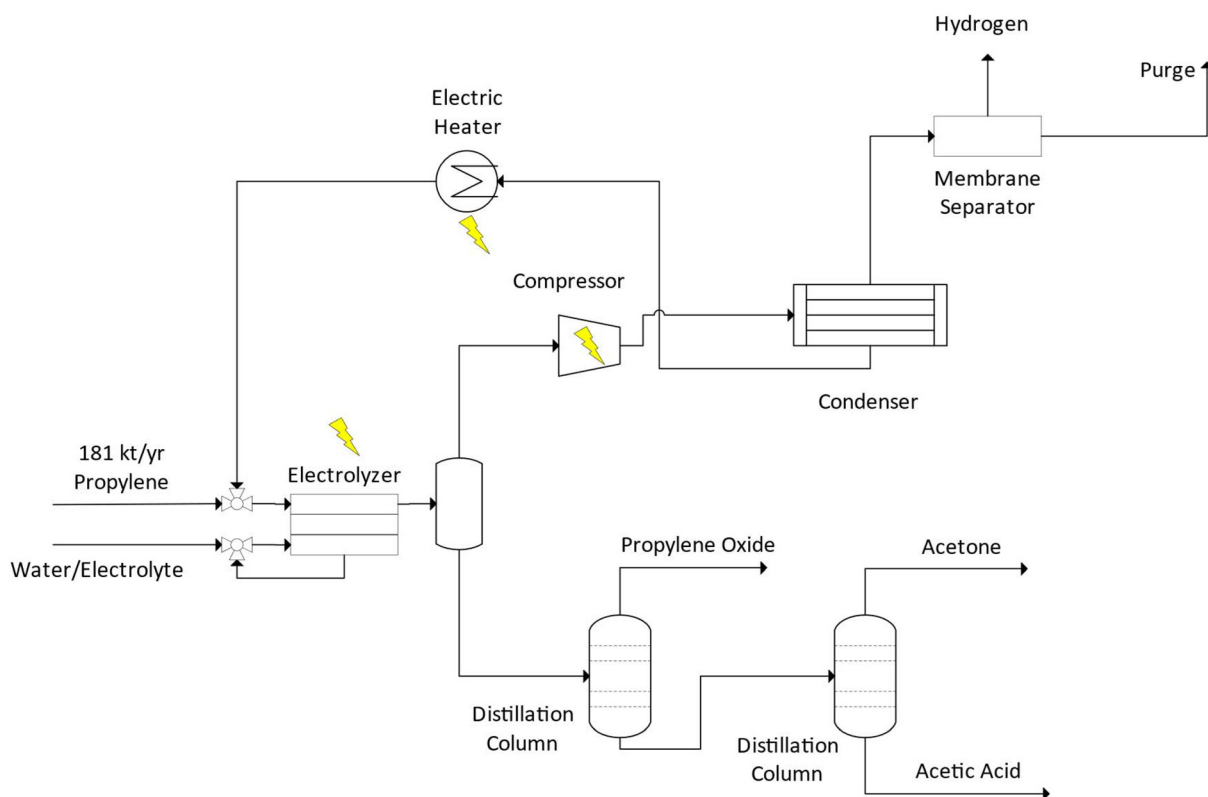 Hydrogen
Purge
Electric
Heater
Membrane
Separator
Compressor
Condenser
181 kt/yr
Propylene
Electrolyzer
Water/Electrolyte
Propylene Oxide
Acetone
Distillation
Column
Distillation
Column
Acetic Acid